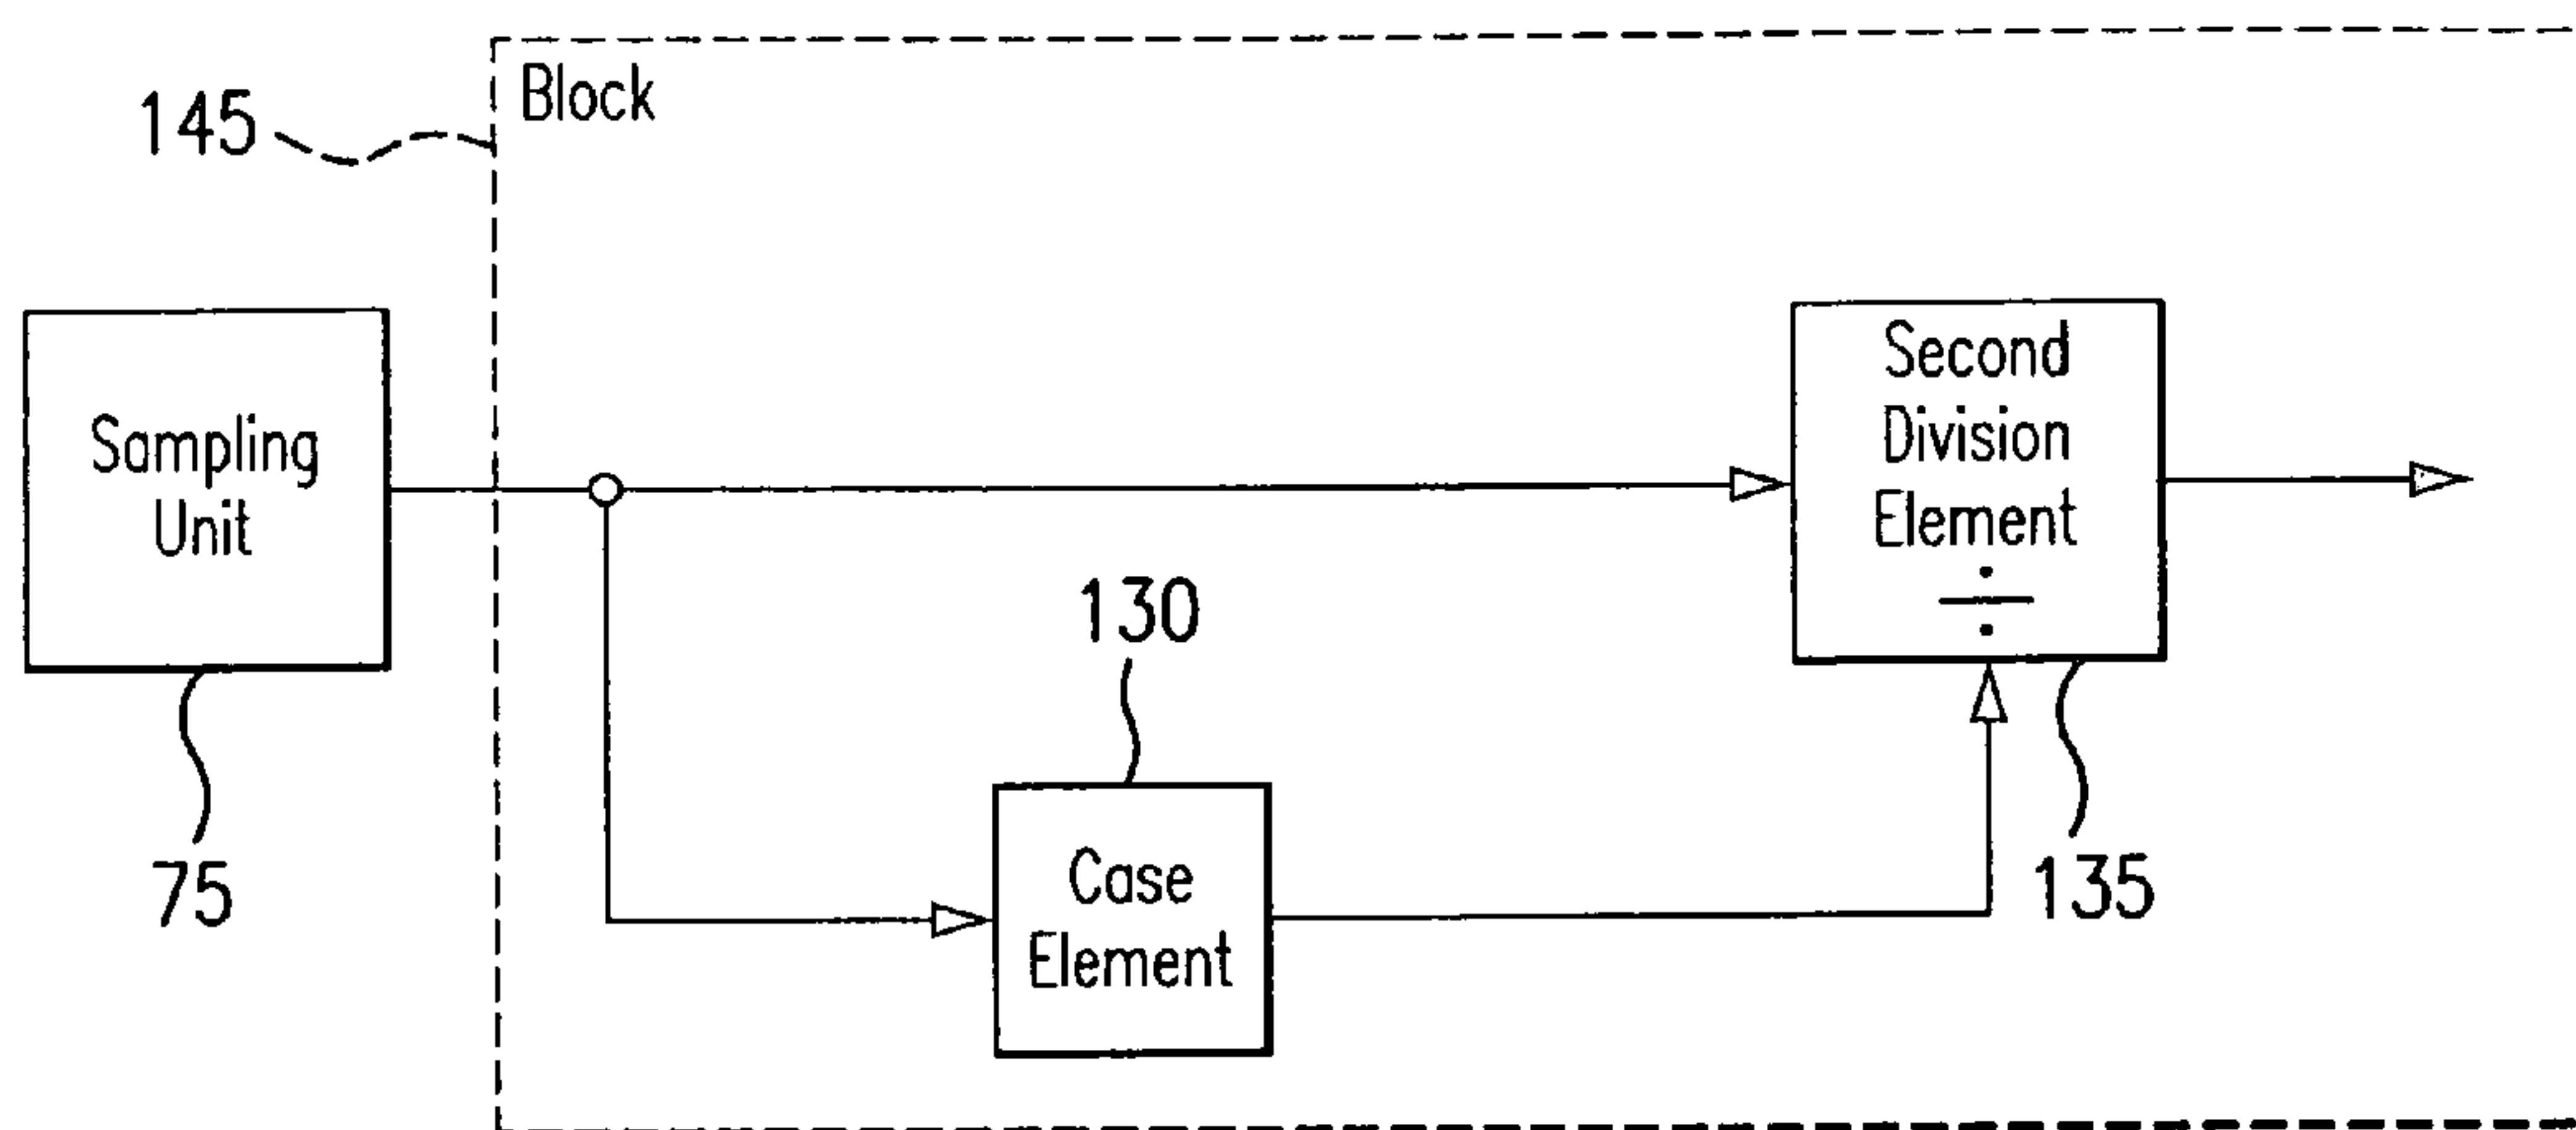 Block
145
Sampling
Unit
75
Second
Division
Element
÷
135
130
Case
Element